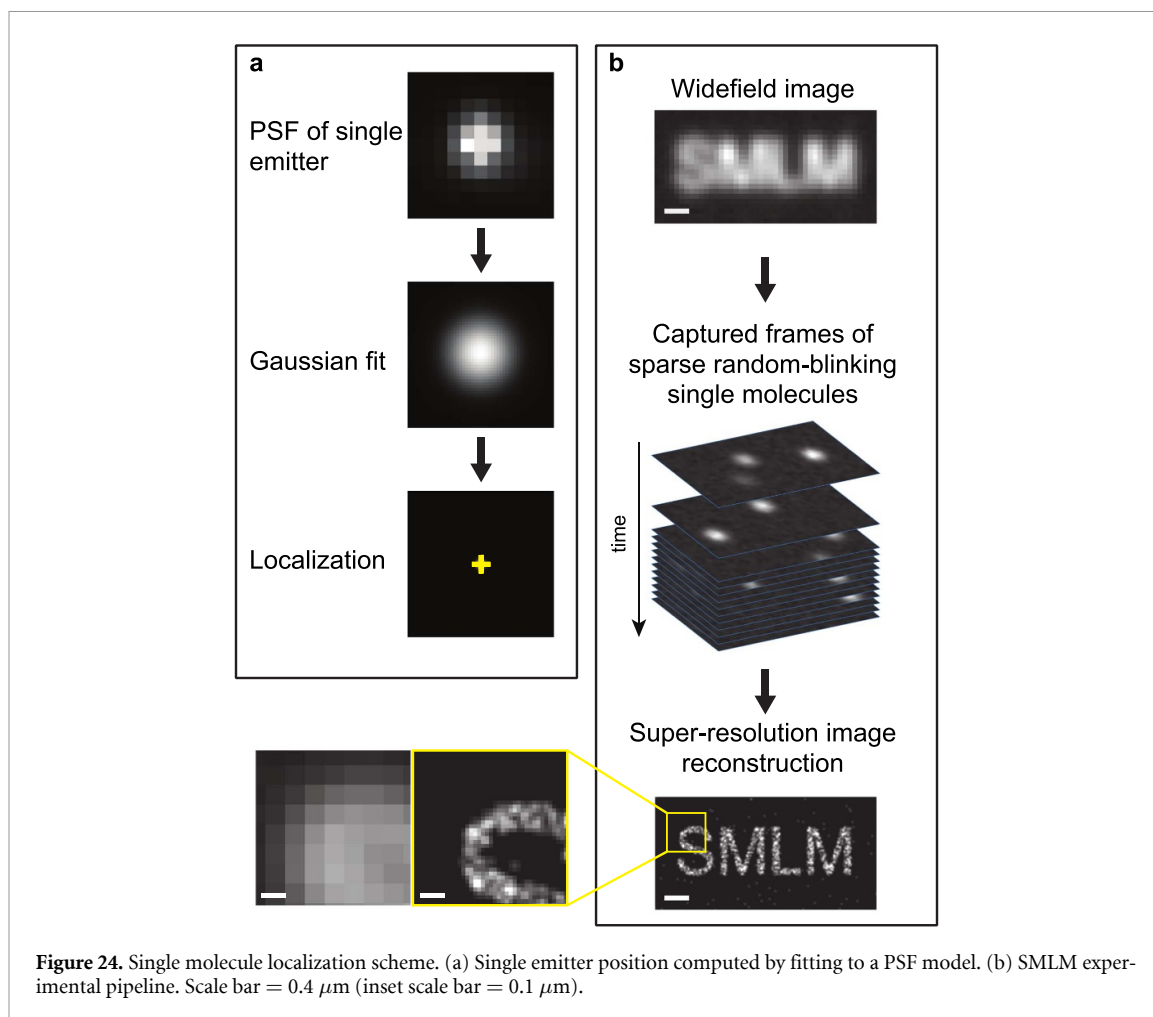 a
PSF of single
emitter
Gaussian fit
Localization
b
Widefield image
SMLM
Captured frames of
sparse random-blinking
single molecules
time
Super-resolution image
reconstruction
SMLM
Figure 24. Single molecule localization scheme. (a) Single emitter position computed by fitting to a PSF model. (b) SMLM exper-
imental pipeline. Scale bar = 0.4 μm (inset scale bar = 0.1 μm).